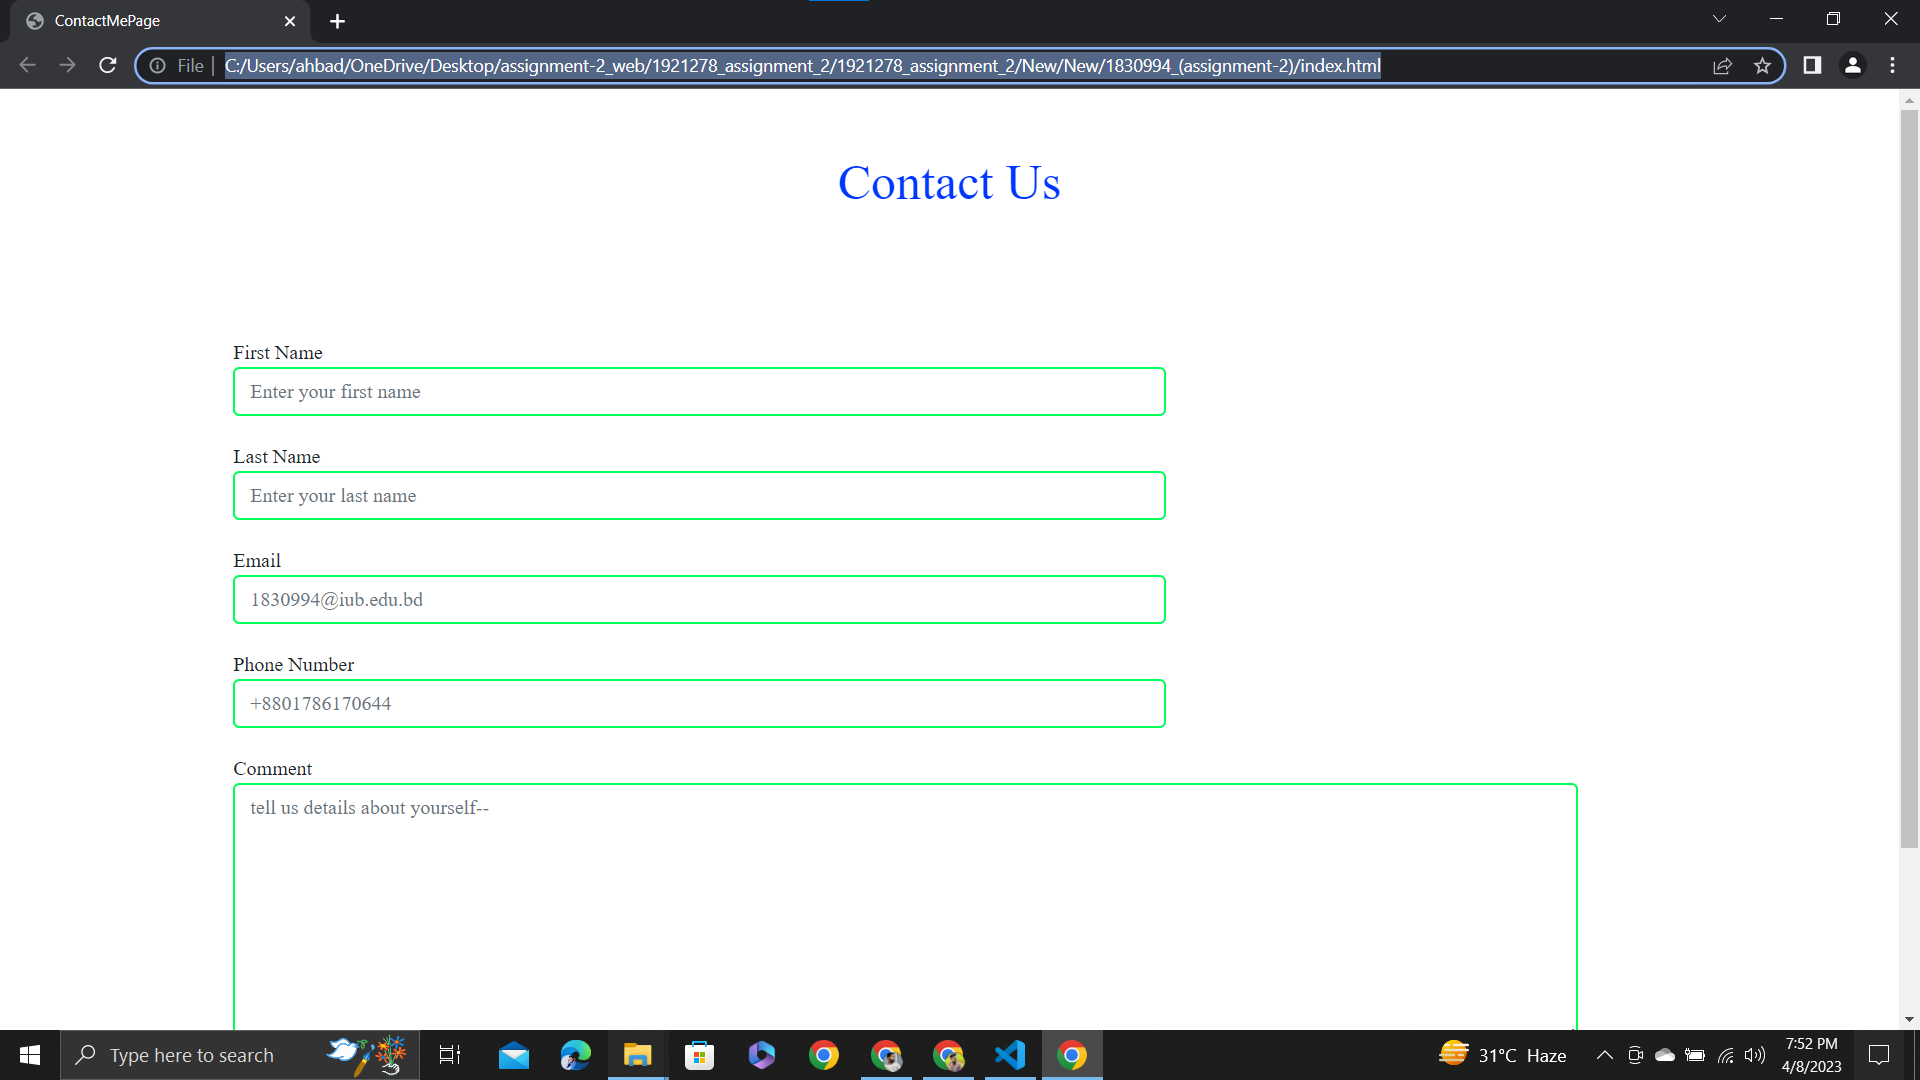 ContactMePage
File | C:/Users/ahbad/OneDrive/Desktop/assignment-2_web/1921278_assignment_2/1921278_assignment_2/New/New/1830994_(assignment-2)/index.html
Contact Us
First Name
Enter your first name
Last Name
Enter your last name
Email
1830994@iub.edu.bd
Phone Number
+8801786170644
Comment
tell us details about yourself--
Type here to search
31°C Haze
7:52 PM
4/8/2023